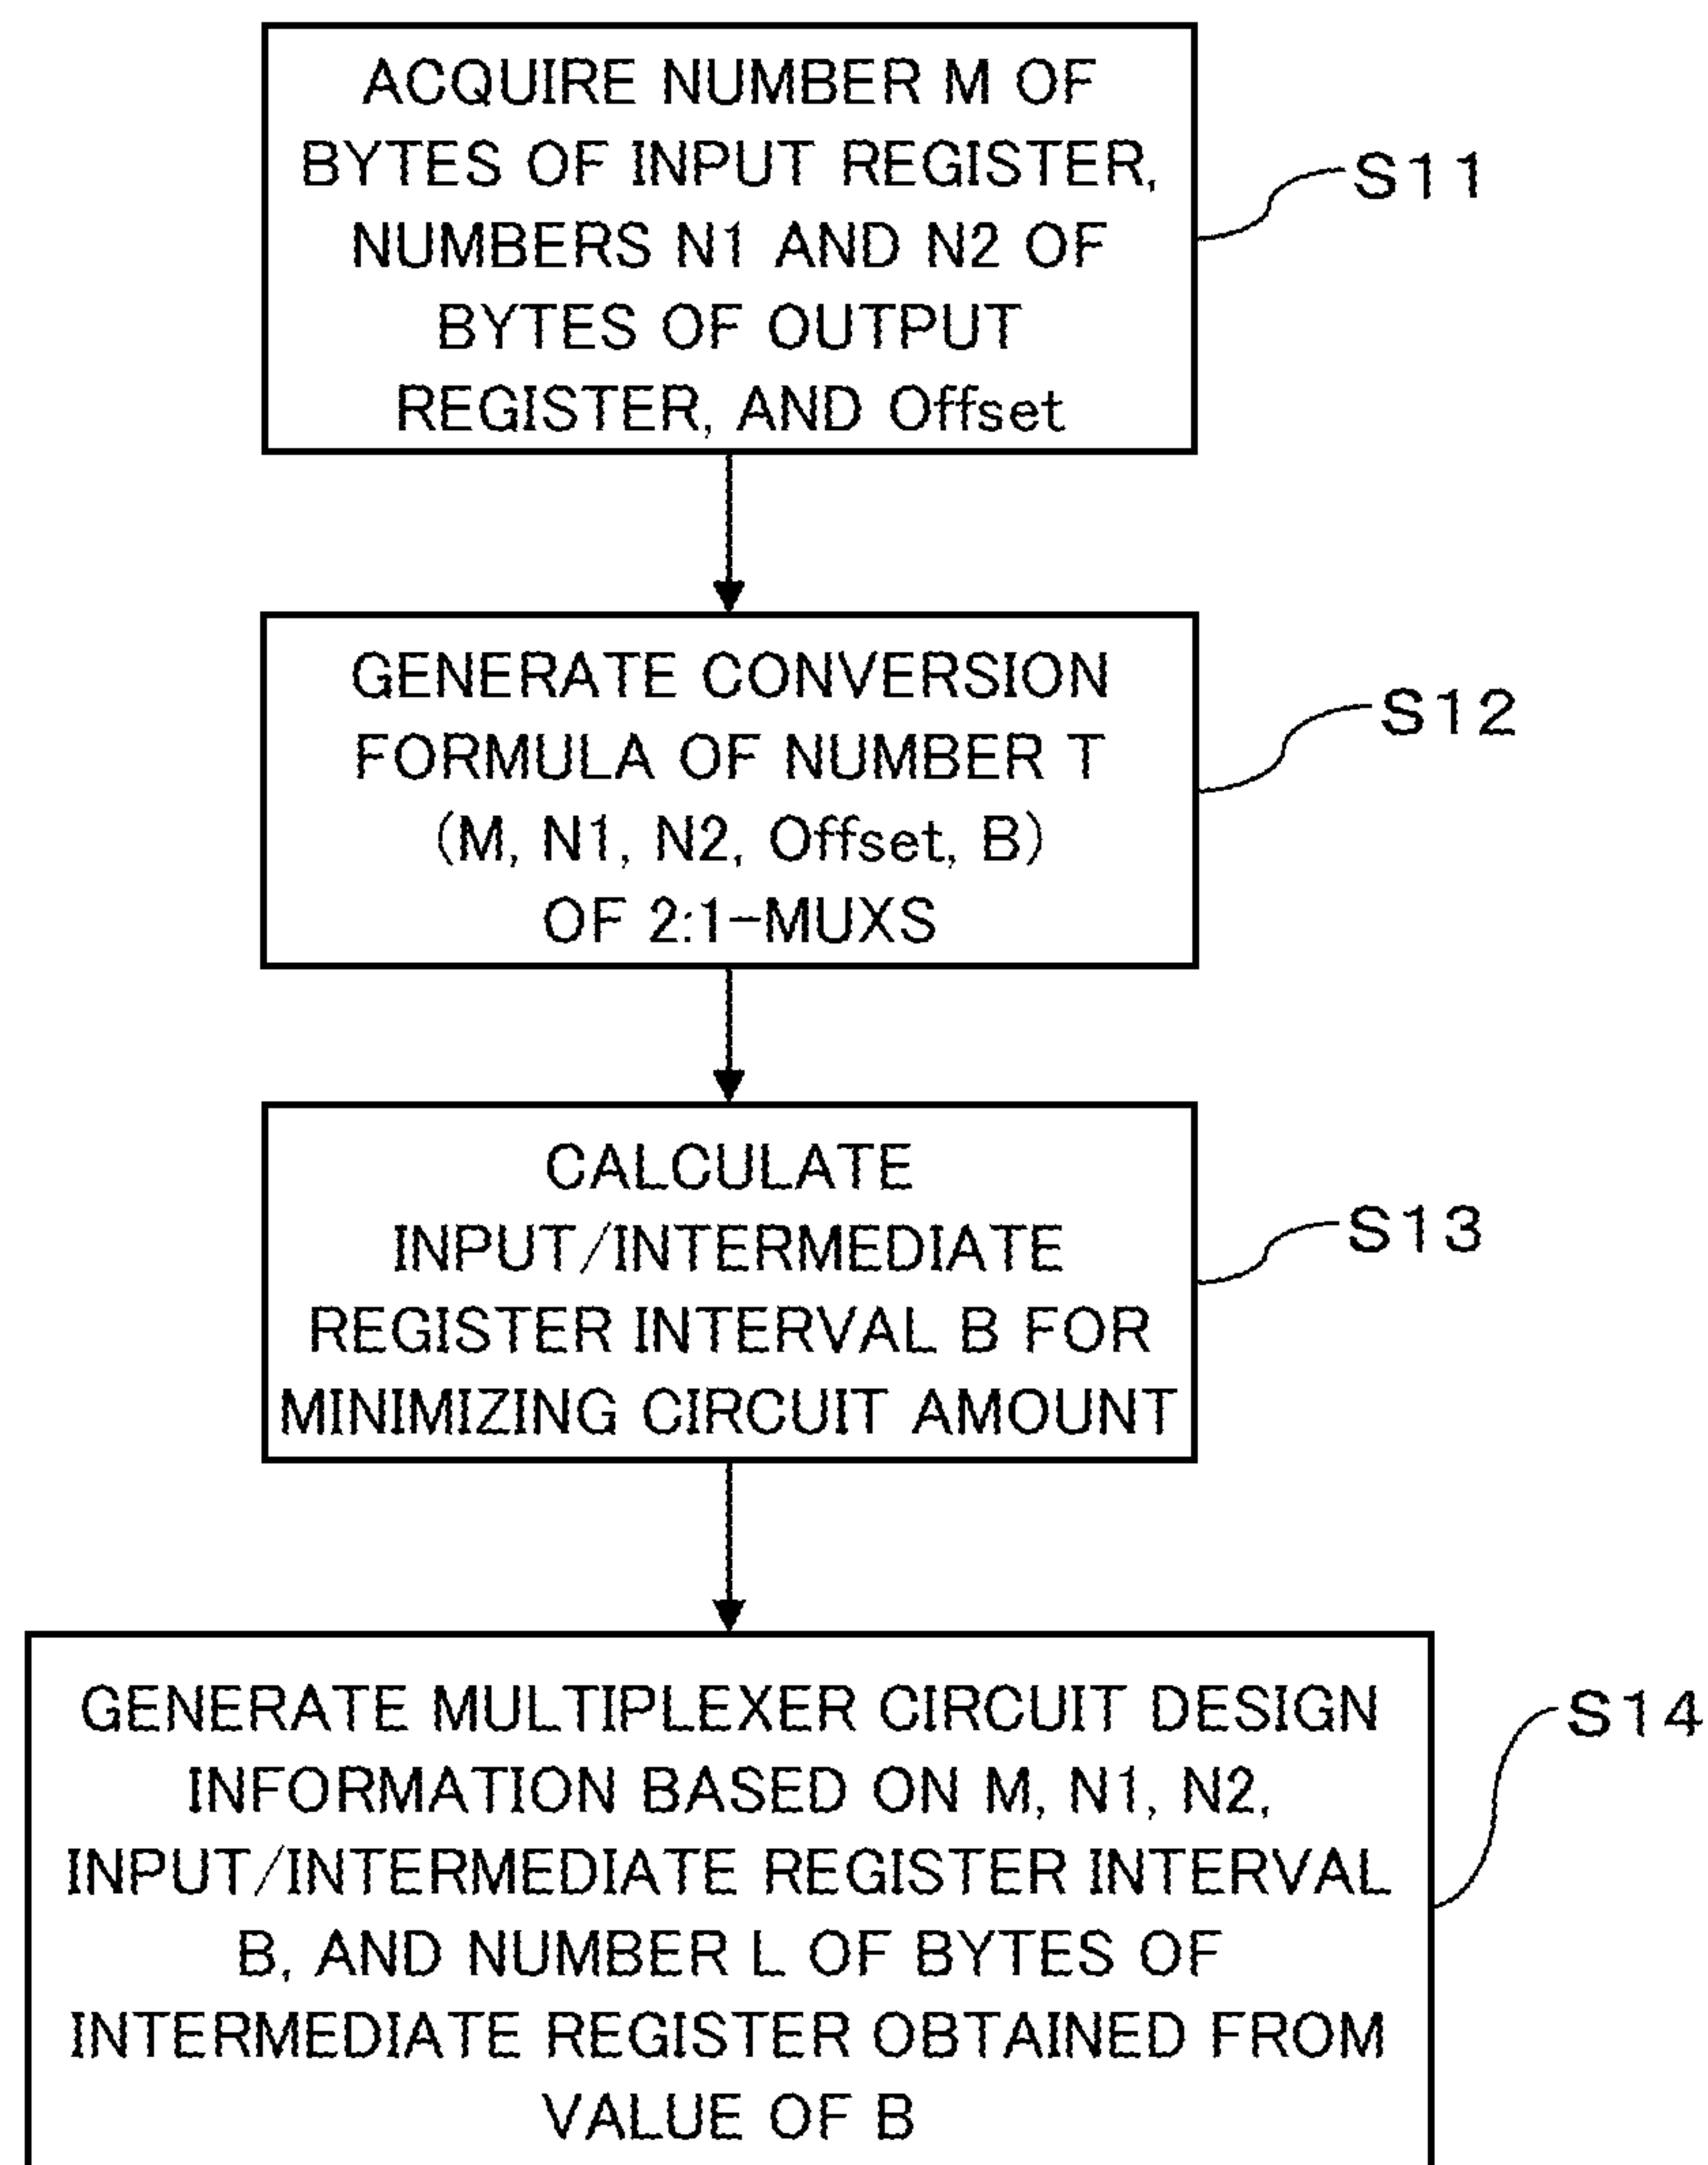 ACQUIRE NUMBER M OF
BYTES OF INPUT REGISTER,
NUMBERS N1 AND N2 OF
BYTES OF OUTPUT
REGISTER, AND Offset
S11
GENERATE CONVERSION
FORMULA OF NUMBER T
(M, N1, N2, Offset, B)
OF 2:1-MUXS
S12
CALCULATE
INPUT/INTERMEDIATE
REGISTER INTERVAL B FOR
MINIMIZING CIRCUIT AMOUNT
S13
GENERATE MULTIPLEXER CIRCUIT DESIGN
INFORMATION BASED ON M, N1, N2,
INPUT/INTERMEDIATE REGISTER INTERVAL
B, AND NUMBER L OF BYTES OF
INTERMEDIATE REGISTER OBTAINED FROM
VALUE OF B
S14